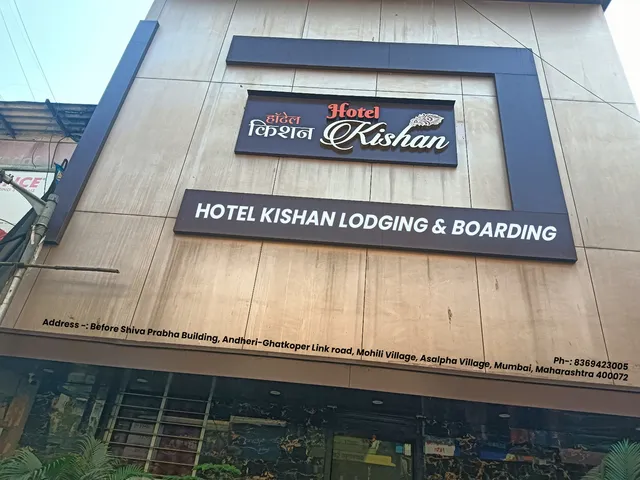 हॉटेल
किशन
Hotel
Kishan
HOTEL KISHAN LODGING & BOARDING
Address -: Before Shiva Prabha Building, Andheri-Ghatkoper Link road, Mohili Village, Asalpha Village, Mumbai, Maharashtra 400072
Ph-: 8369423005